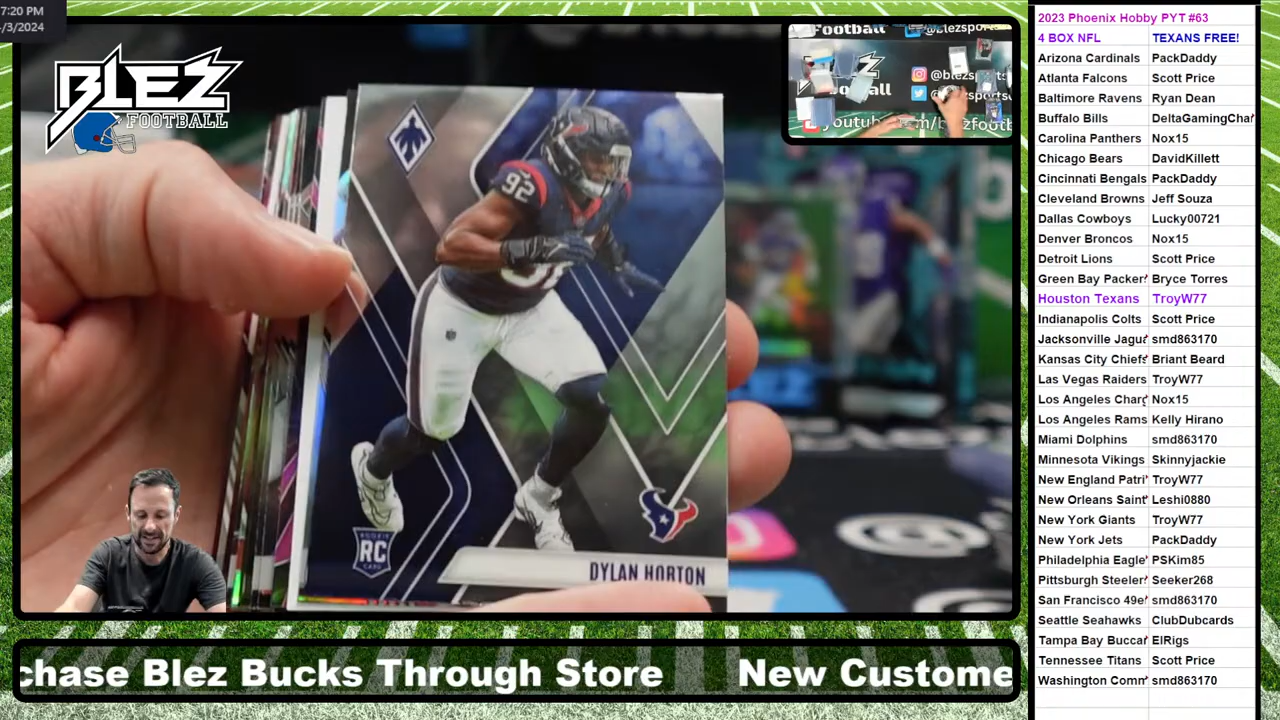 7:20 PM
/3/2024
BLEZ
FOOTBALL
Football
@blezspor
@blezsports
92
ROOKIE
RC
CARD
DYLAN HORTON
chase Blez Bucks Through Store New Custome
2023 Phoenix Hobby PYT #63
4 BOX NFL TEXANS FREE!
Arizona Cardinals PackDaddy
Atlanta Falcons Scott Price
Baltimore Ravens Ryan Dean
Buffalo Bills DeltaGamingCha
Carolina Panthers Nox15
Chicago Bears DavidKillett
Cincinnati Bengals PackDaddy
Cleveland Browns Jeff Souza
Dallas Cowboys Lucky00721
Denver Broncos Nox15
Detroit Lions Scott Price
Green Bay Packer Bryce Torres
Houston Texans TroyW77
Indianapolis Colts Scott Price
Jacksonville Jagua smd863170
Kansas City Chiefs Briant Beard
Las Vegas Raiders TroyW77
Los Angeles Char Nox15
Los Angeles Rams Kelly Hirano
Miami Dolphins smd863170
Minnesota Vikings Skinnyjackie
New England Patri TroyW77
New Orleans Saint Leshi0880
New York Giants TroyW77
New York Jets PackDaddy
Philadelphia Eagle PSKim85
Pittsburgh Steeler Seeker268
San Francisco 49e smd863170
Seattle Seahawks ClubDubcards
Tampa Bay Buccan ElRigs
Tennessee Titans Scott Price
Washington Comm smd863170